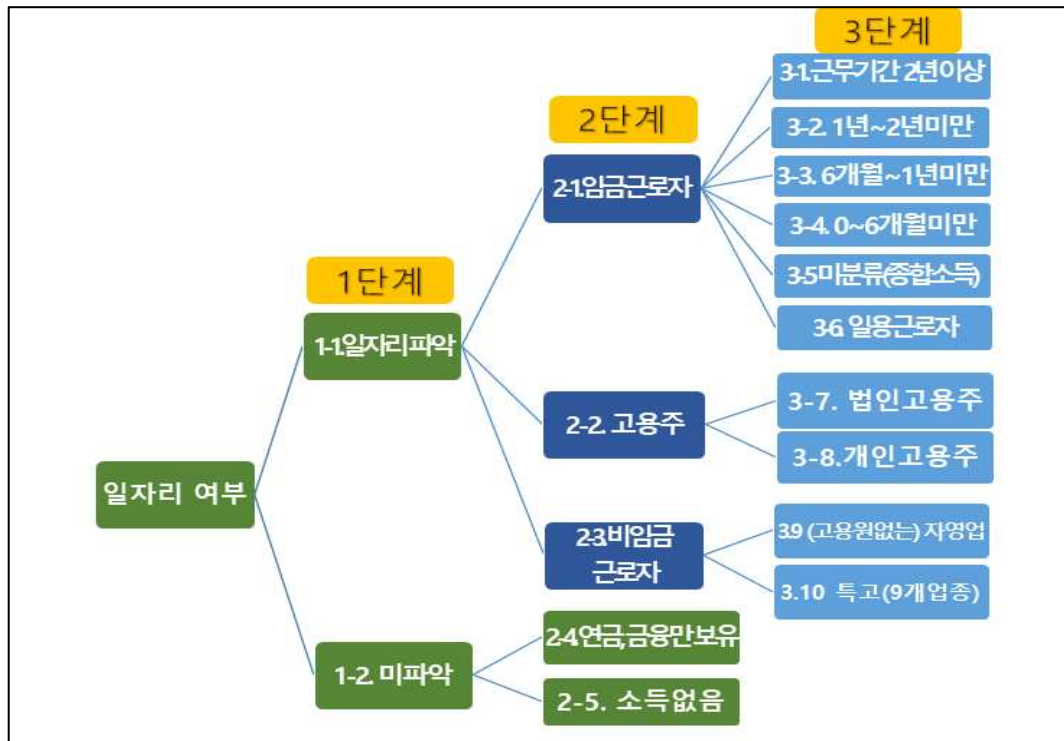 3단계
3-1.근무기간 2년이상
2단계
3-2. 1년~2년미만
2-1.임금근로자
3-3. 6개월~1년미만
3-4. 0~6개월미만
1단계
3-5미분류(종합소득)
1-1.일자리파악
3-6. 일용근로자
3-7. 법인고용주
2-2. 고용주
3-8.개인고용주
일자리 여부
3.9 (고용원없는) 자영업
2-3.비임금
근로자
3.10 특고(9개업종)
2-4.연금,금융만보유
1-2. 미파악
2-5. 소득없음